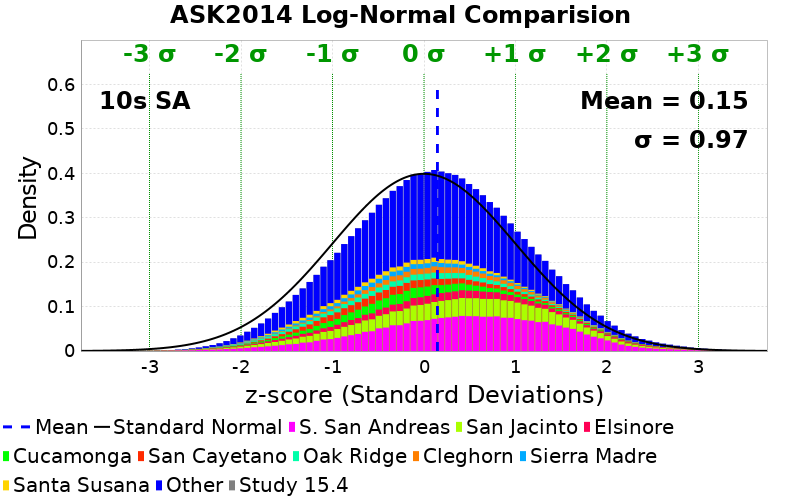 ASK2014 Log-Normal Comparision
-3 σ -2 σ -1 σ 0 σ +1 σ +2 σ +3 σ
10s SA
Mean = 0.15
σ = 0.97
Density
0.6
0.5
0.4
0.3
0.2
0.1
0
-3 -2 -1 0 1 2 3
z-score (Standard Deviations)
Mean Standard Normal S. San Andreas San Jacinto Elsinore
Cucamonga San Cayetano Oak Ridge Cleghorn Sierra Madre
Santa Susana Other Study 15.4